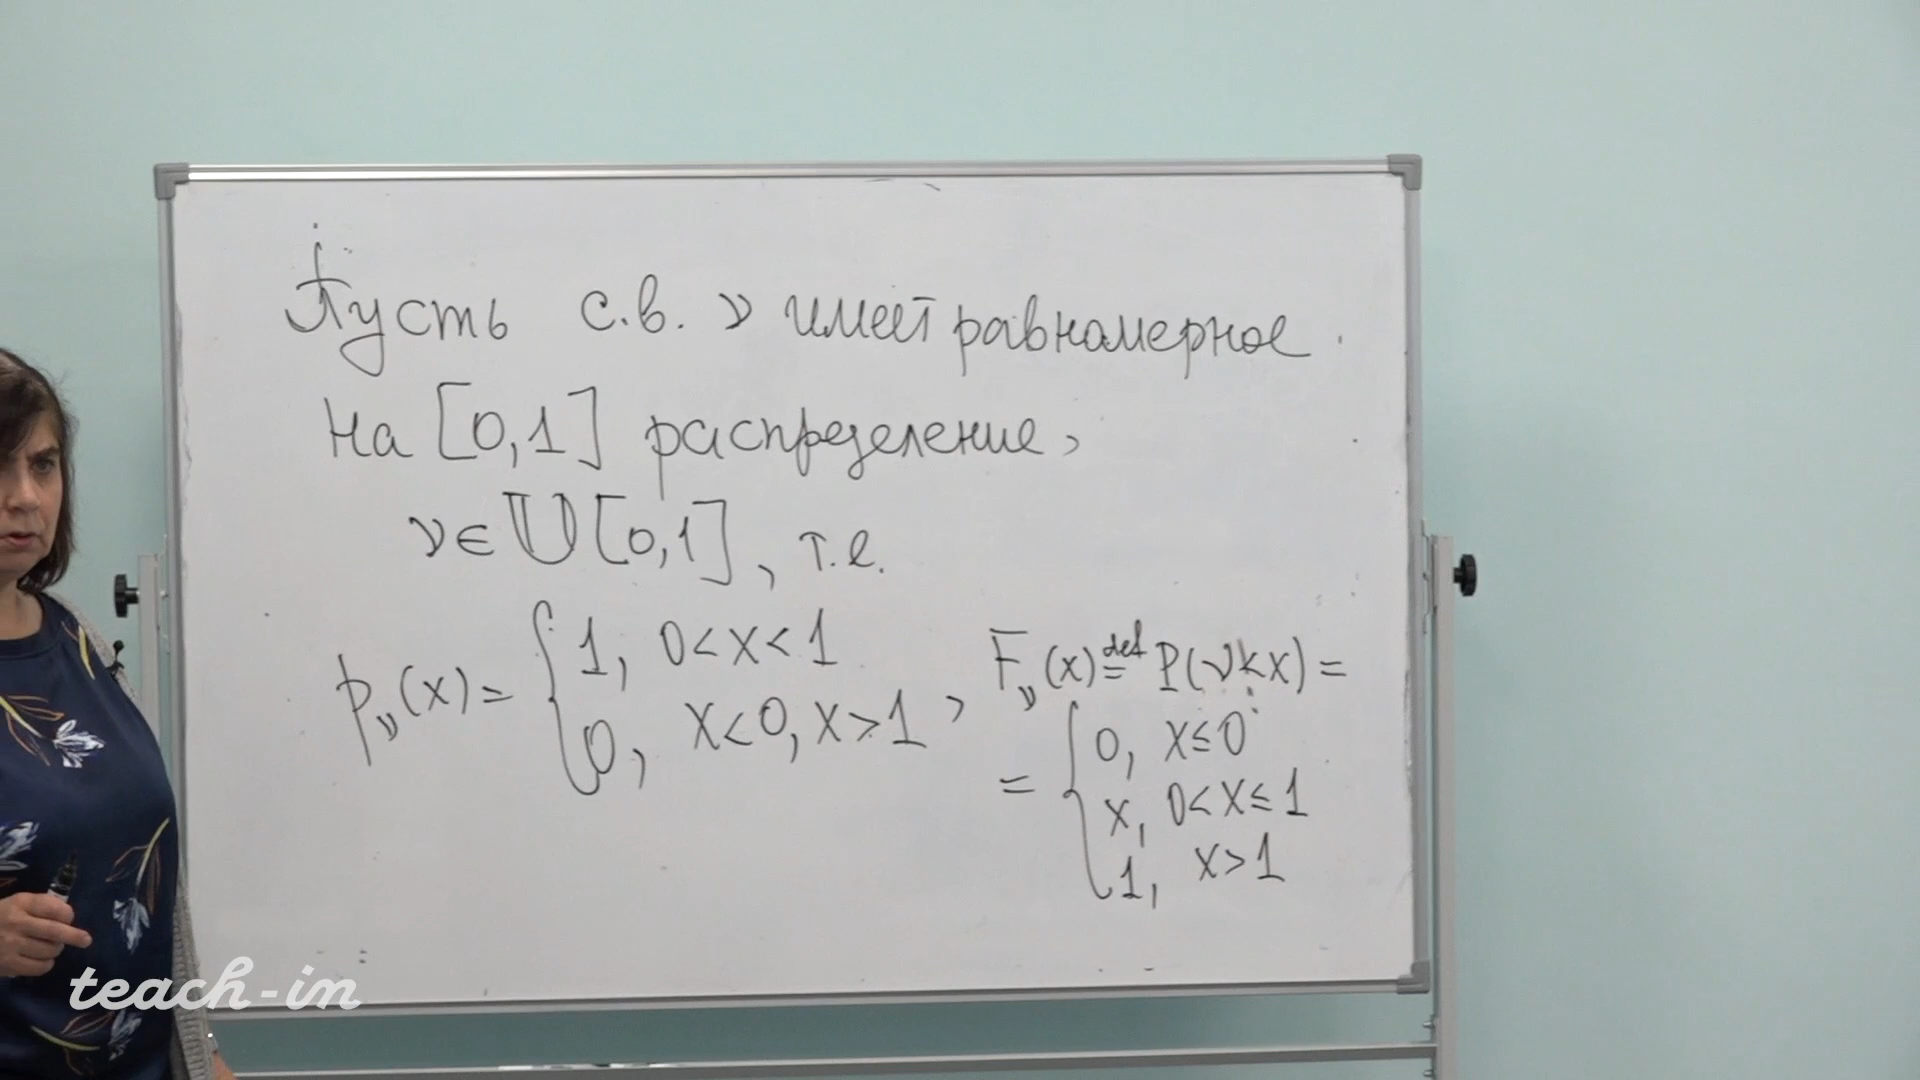 Пусть с.в. ν имеет равномерное
на [0,1] распределение,
ν ∈ U[0,1], т.е.
p_ν(x) = { 1, 0<x<1
0, x<0, x>1 ,
F_ν(x) def= P(ν<x) =
= { 0, x≤0
x, 0<x≤1
1, x>1
teach-in